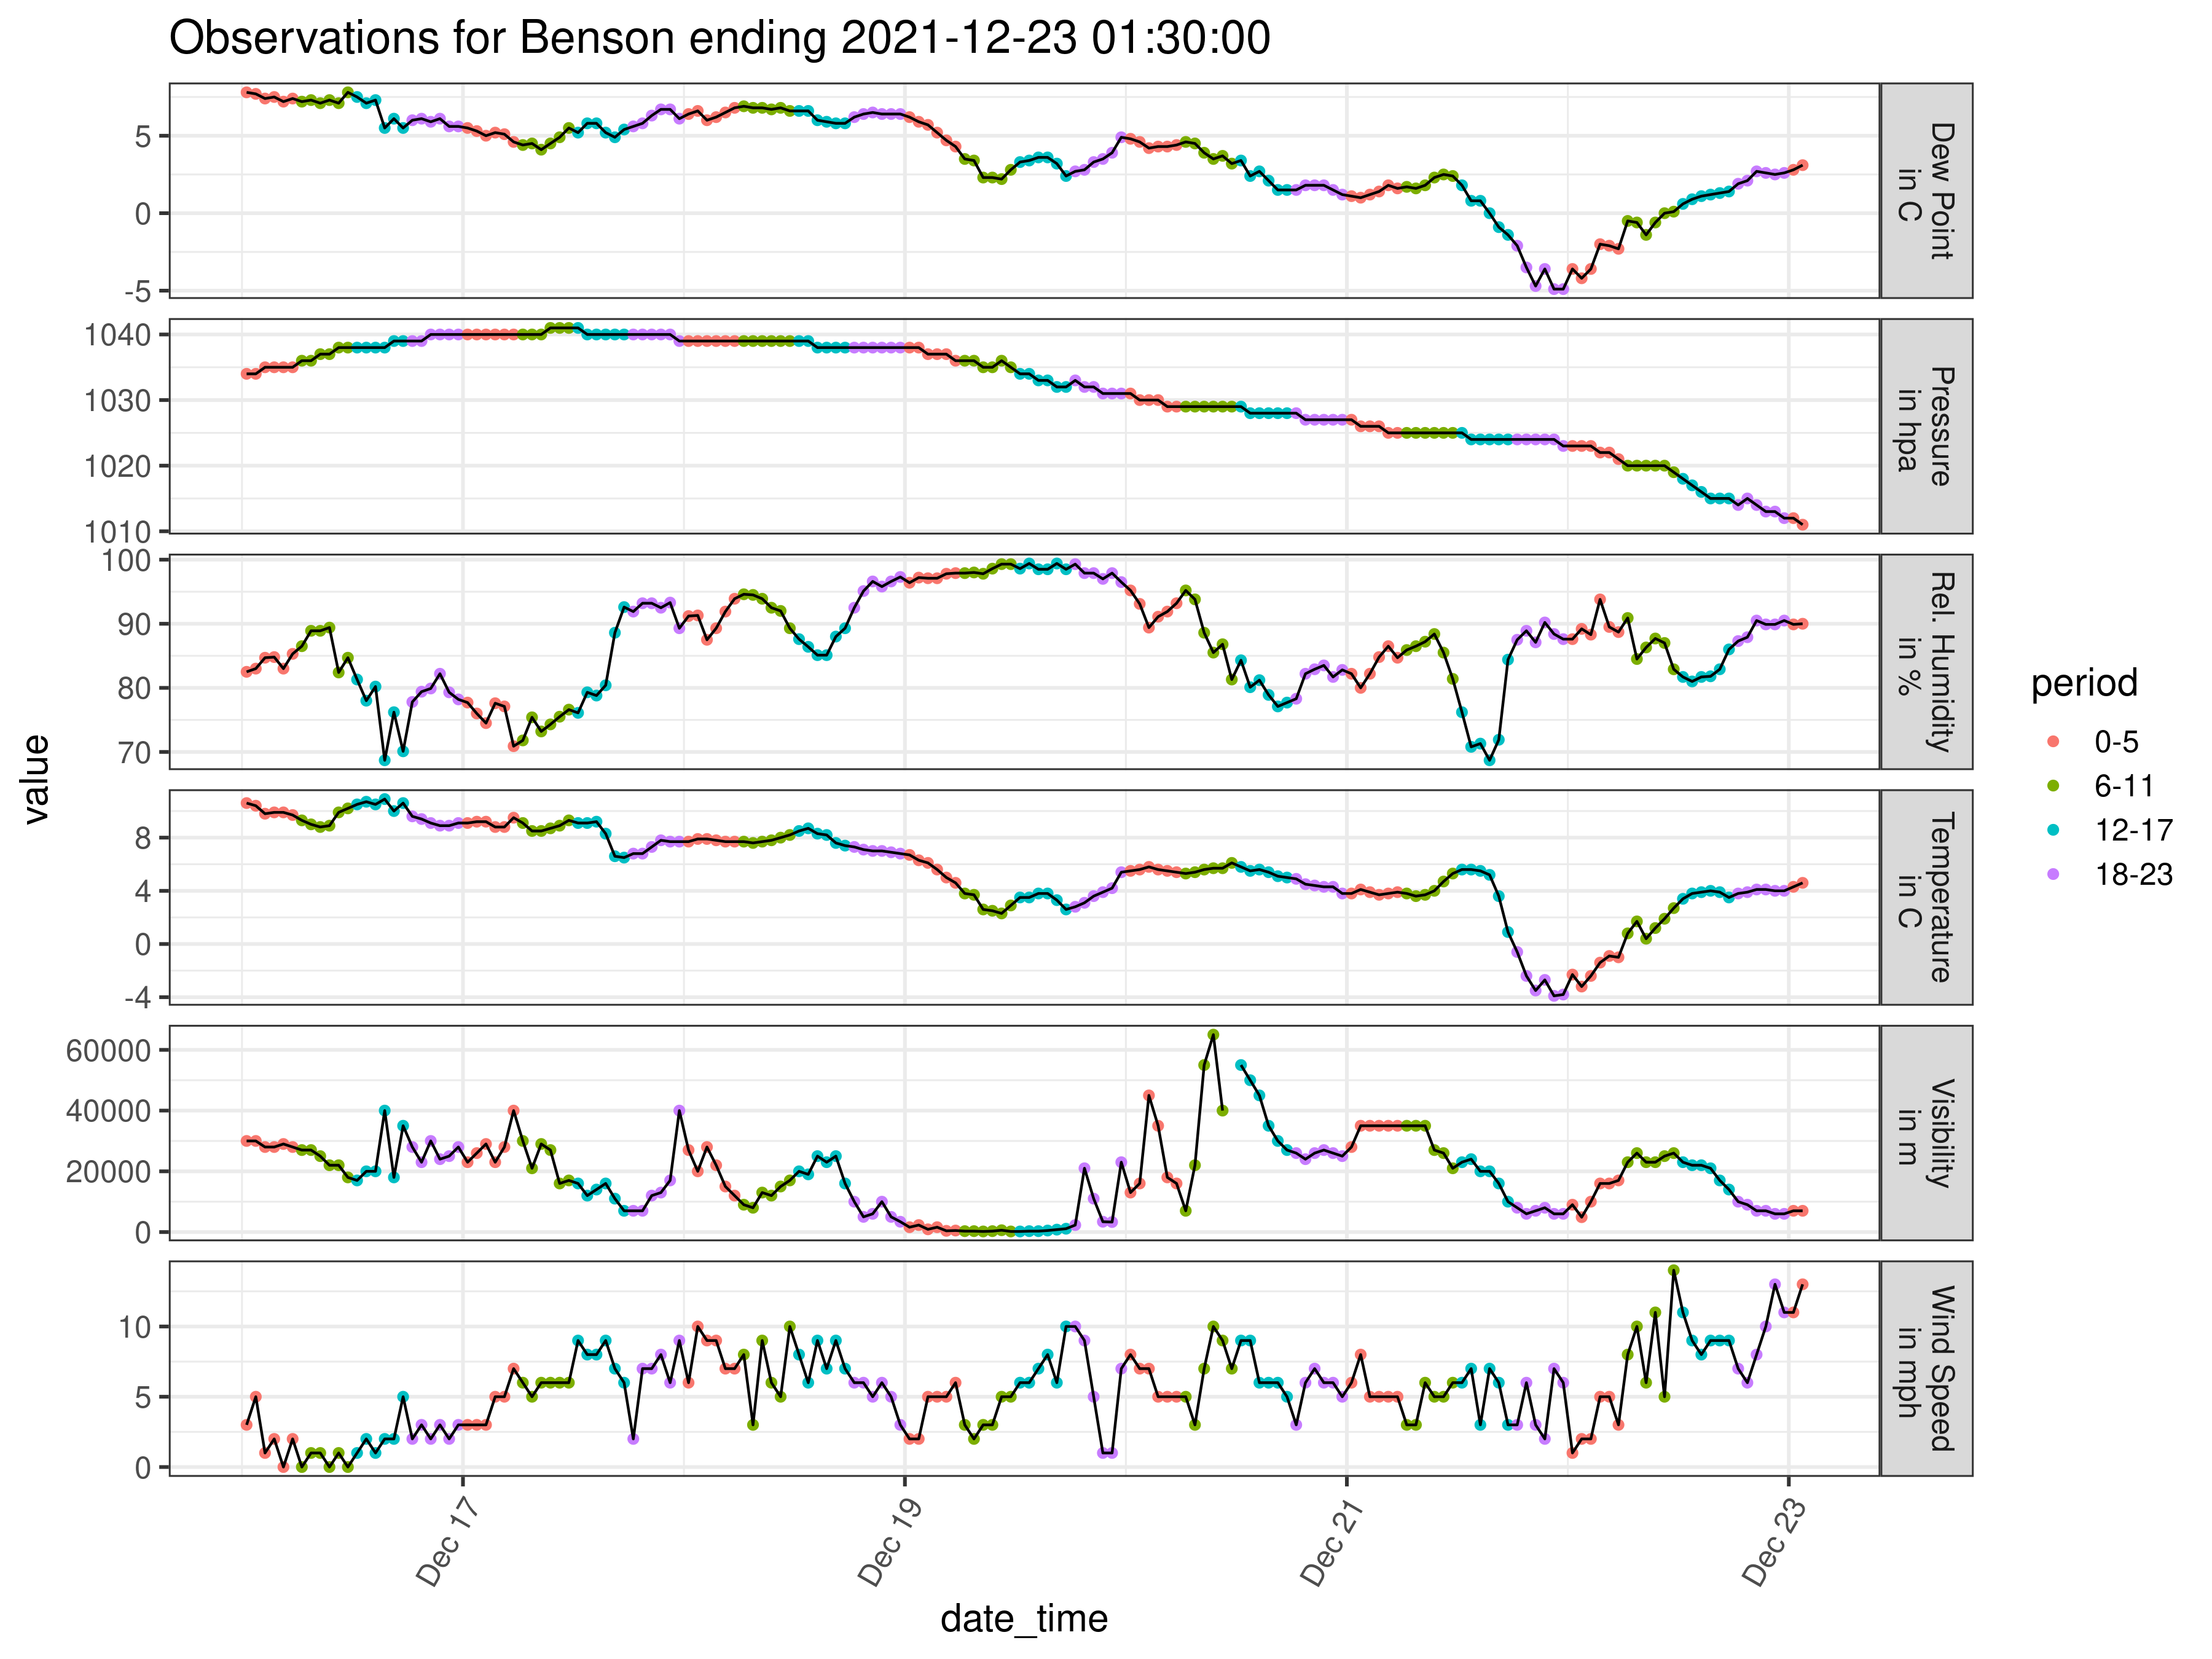 Observations for Benson ending 2021-12-23 01:30:00
value
5
0
-5
Dew Point
in C
1040
1030
1020
1010
Pressure
in hpa
100
90
80
70
Rel. Humidity
in %
8
4
0
-4
Temperature
in C
60000
40000
20000
0
Visibility
in m
10
5
0
Wind Speed
in mph
Dec 17
Dec 19
Dec 21
Dec 23
date_time
period
0-5
6-11
12-17
18-23